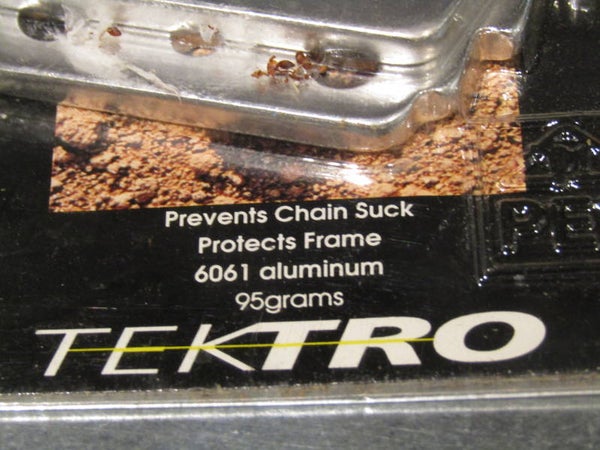 Prevents Chain Suck
Protects Frame
6061 aluminum
95grams
TEKTRO